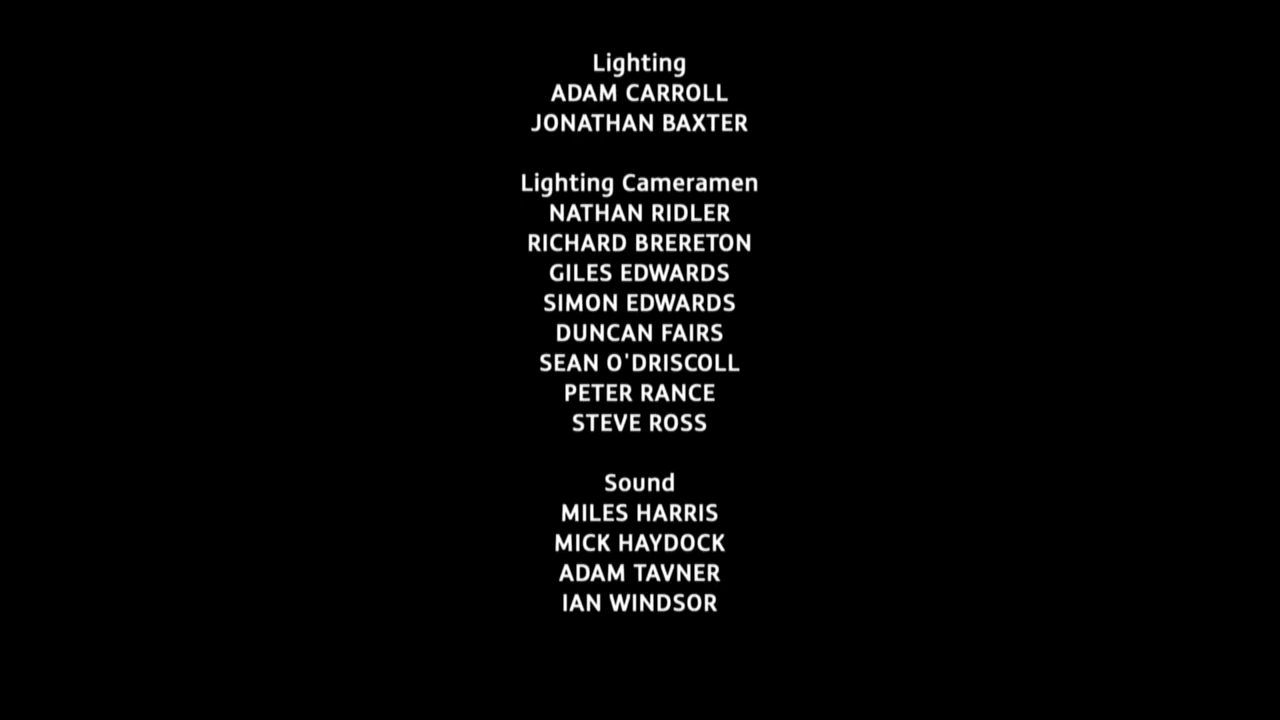 Lighting
ADAM CARROLL
JONATHAN BAXTER
Lighting Cameramen
NATHAN RIDLER
RICHARD BRERETON
GILES EDWARDS
SIMON EDWARDS
DUNCAN FAIRS
SEAN O'DRISCOLL
PETER RANCE
STEVE ROSS
Sound
MILES HARRIS
MICK HAYDOCK
ADAM TAVNER
IAN WINDSOR